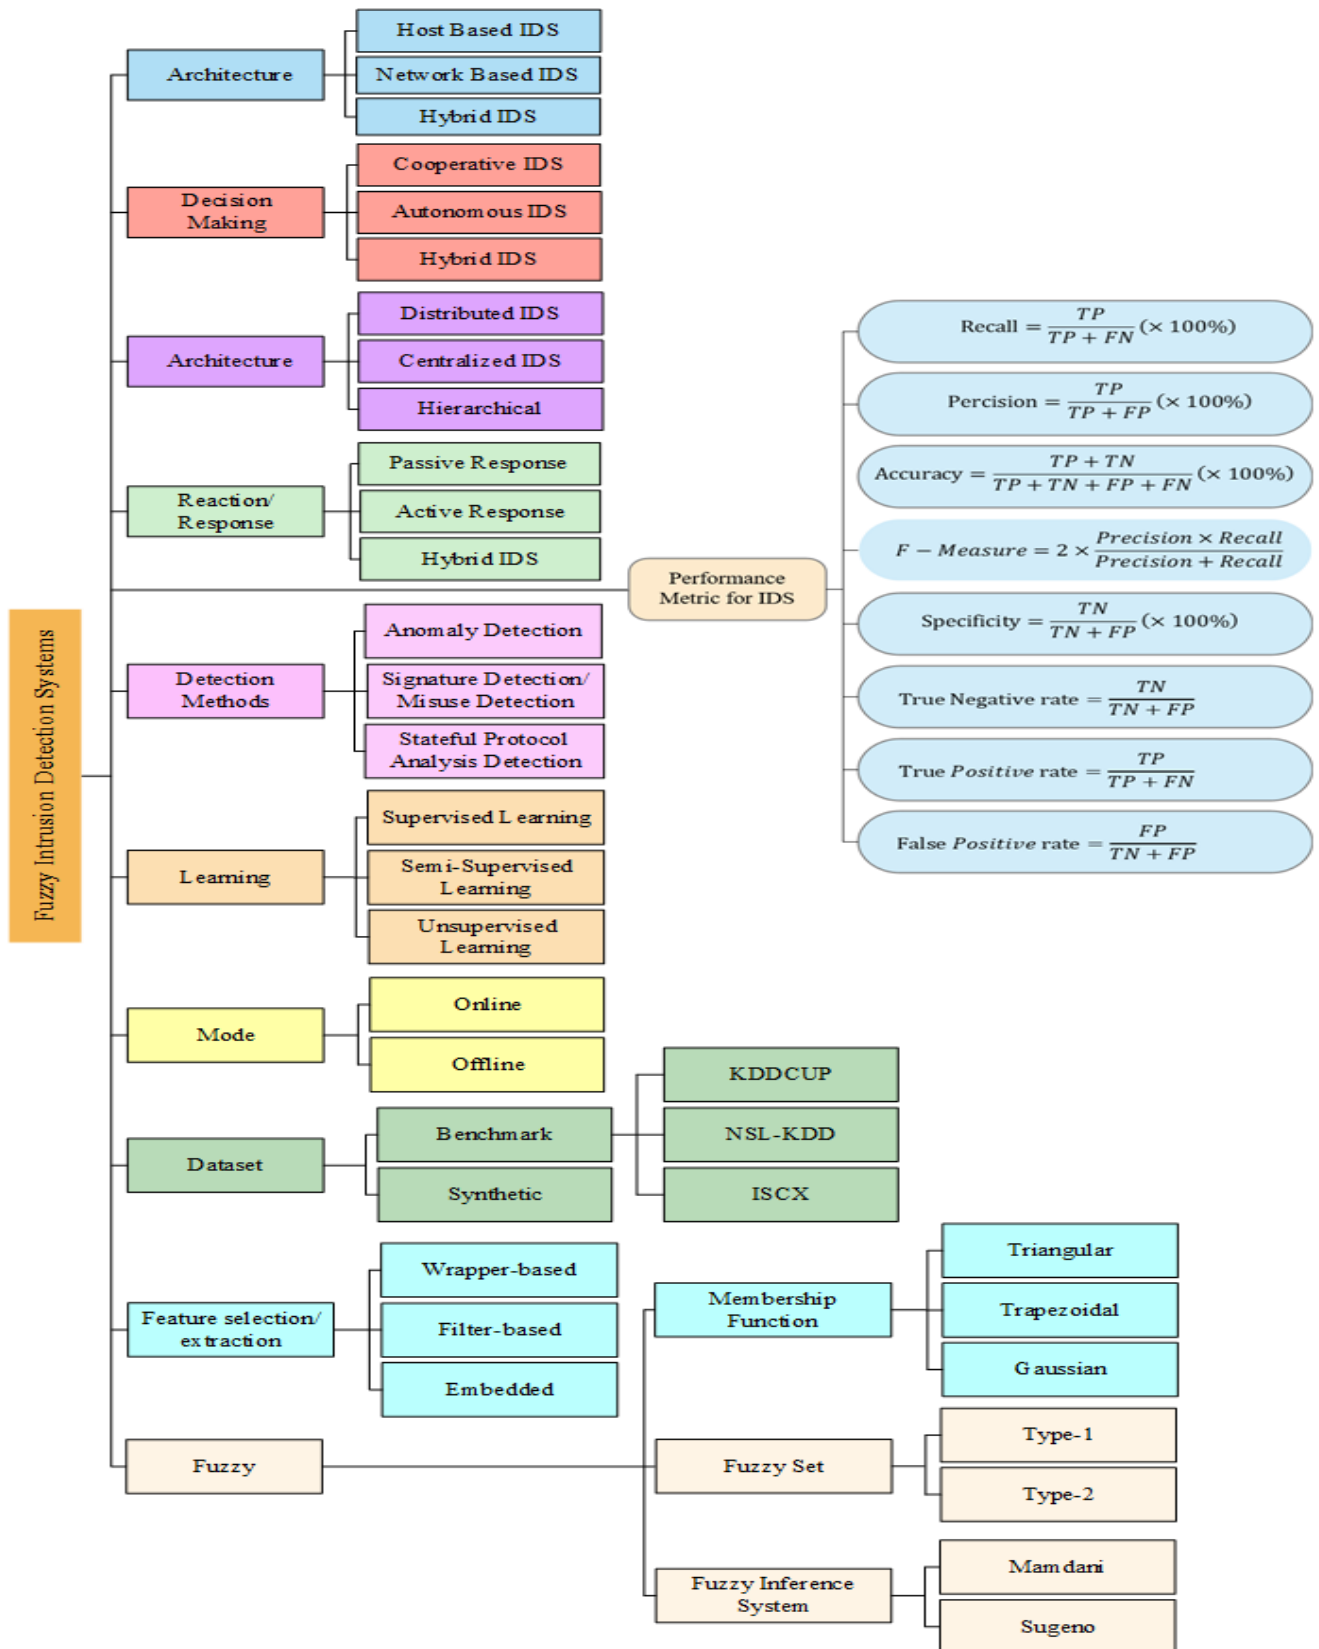 Fuzzy Intrusion Detection Systems
Architecture
Host Based IDS
Network Based IDS
Hybrid IDS
Decision
Making
Cooperative IDS
Autonomous IDS
Hybrid IDS
Architecture
Distributed IDS
Centralized IDS
Hierarchical
Reaction/
Response
Passive Response
Active Response
Hybrid IDS
Performance
Metric for IDS
Recall = TP / TP + FN (× 100%)
Percision = TP / TP + FP (× 100%)
Accuracy = TP + TN / TP + TN + FP + FN (× 100%)
F − Measure = 2 × Precision × Recall / Precision + Recall
Specificity = TN / TN + FP (× 100%)
True Negative rate = TN / TN + FP
True Positive rate = TP / TP + FN
False Positive rate = FP / TN + FP
Detection
Methods
Anomaly Detection
Signature Detection/
Misuse Detection
Stateful Protocol
Analysis Detection
Learning
Supervised Learning
Semi-Supervised
Learning
Unsupervised
Learning
Mode
Online
Offline
Dataset
Benchmark
Synthetic
KDDCUP
NSL-KDD
ISCX
Feature selection/
extraction
Wrapper-based
Filter-based
Embedded
Fuzzy
Membership
Function
Triangular
Trapezoidal
Gaussian
Fuzzy Set
Type-1
Type-2
Fuzzy Inference
System
Mamdani
Sugeno